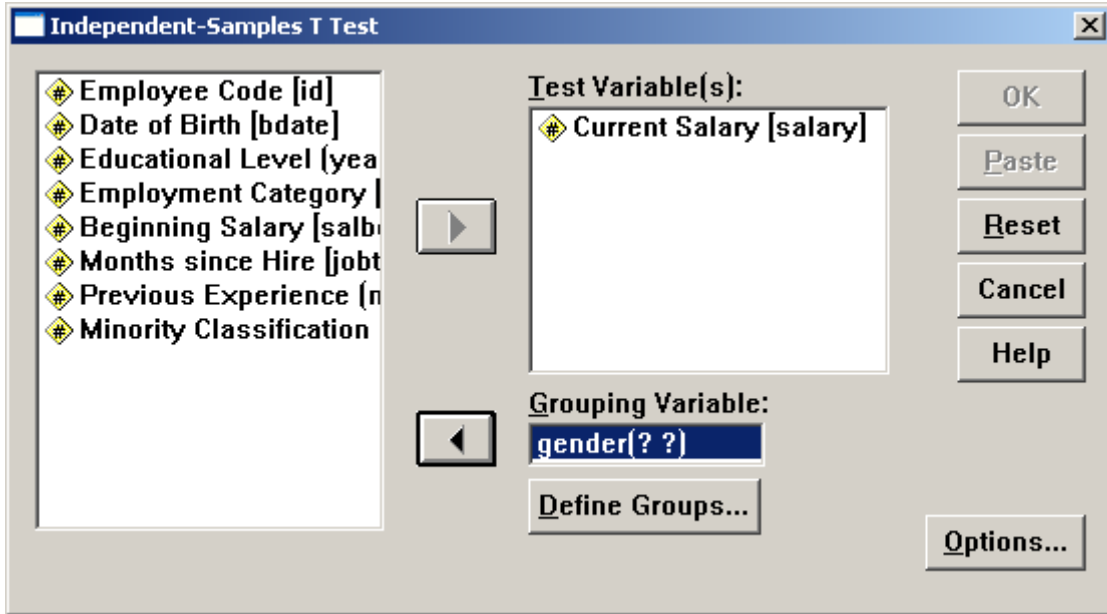 Independent-Samples T Test
Employee Code [id]
Date of Birth [bdate]
Educational Level (yea
Employment Category [
Beginning Salary [salb
Months since Hire [jobt
Previous Experience (n
Minority Classification
Test Variable(s):
Current Salary [salary]
Grouping Variable:
gender(? ?)
Define Groups...
OK
Paste
Reset
Cancel
Help
Options...